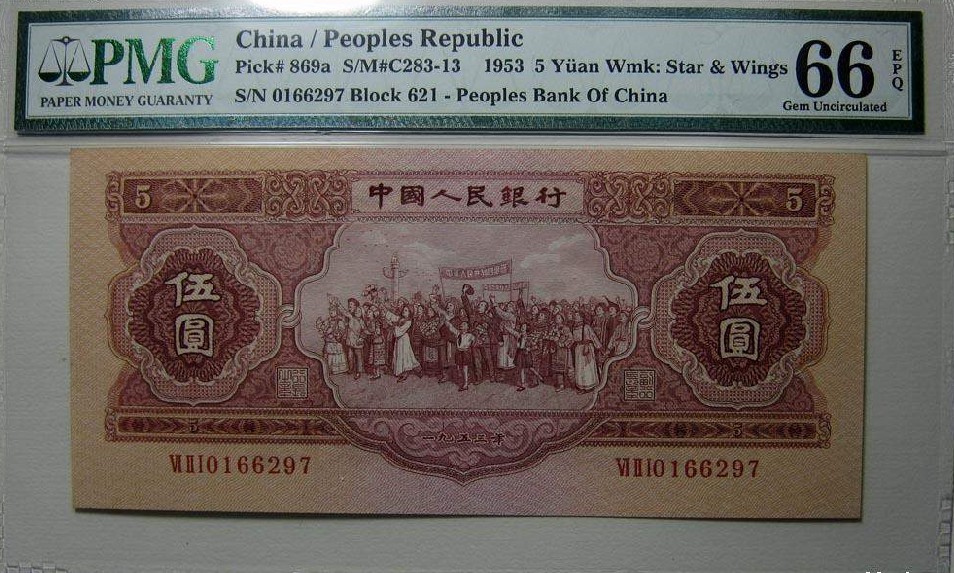 PMG
PAPER MONEY GUARANTY
China / Peoples Republic
Pick# 869a S/M#C283-13 1953 5 Yüan Wmk: Star & Wings
S/N 0166297 Block 621 - Peoples Bank Of China
66
EPQ
Gem Uncirculated
5 中國人民銀行 5
伍圓
伍圓
5 一九五三年 5
ⅥⅡⅠ0166297 ⅥⅡⅠ0166297